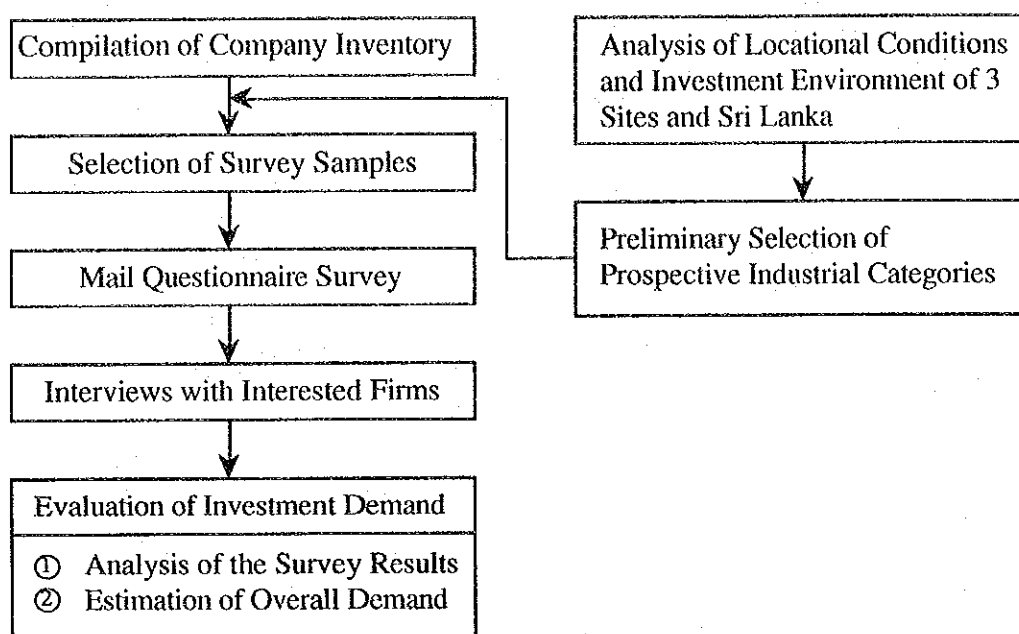 Compilation of Company Inventory
Selection of Survey Samples
Mail Questionnaire Survey
Interviews with Interested Firms
Evaluation of Investment Demand
① Analysis of the Survey Results
② Estimation of Overall Demand
Analysis of Locational Conditions
and Investment Environment of 3
Sites and Sri Lanka
Preliminary Selection of
Prospective Industrial Categories